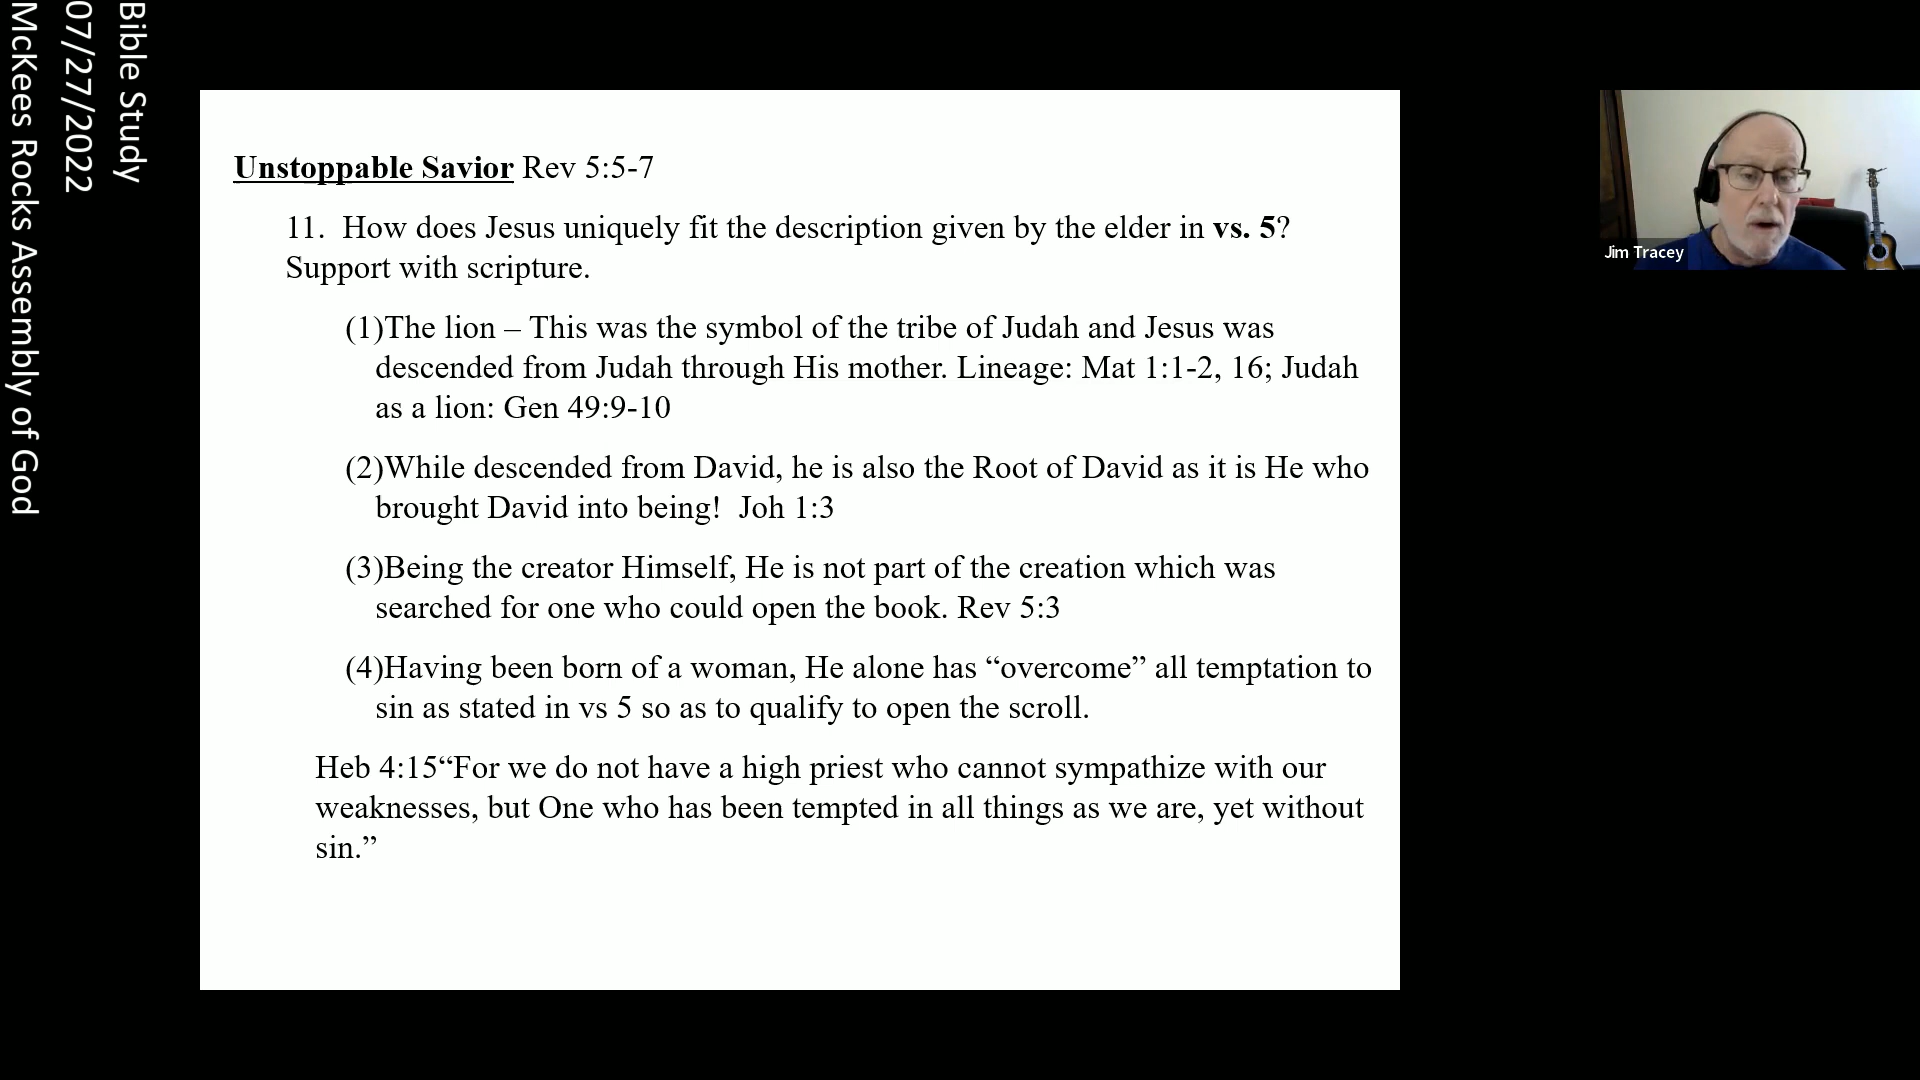 Bible Study
07/27/2022
McKees Rocks Assembly of God
Unstoppable Savior Rev 5:5-7
11.  How does Jesus uniquely fit the description given by the elder in vs. 5?
Support with scripture.
(1)The lion – This was the symbol of the tribe of Judah and Jesus was
descended from Judah through His mother. Lineage: Mat 1:1-2, 16; Judah
as a lion: Gen 49:9-10
(2)While descended from David, he is also the Root of David as it is He who
brought David into being!  Joh 1:3
(3)Being the creator Himself, He is not part of the creation which was
searched for one who could open the book. Rev 5:3
(4)Having been born of a woman, He alone has “overcome” all temptation to
sin as stated in vs 5 so as to qualify to open the scroll.
Heb 4:15“For we do not have a high priest who cannot sympathize with our
weaknesses, but One who has been tempted in all things as we are, yet without
sin.”
Jim Tracey